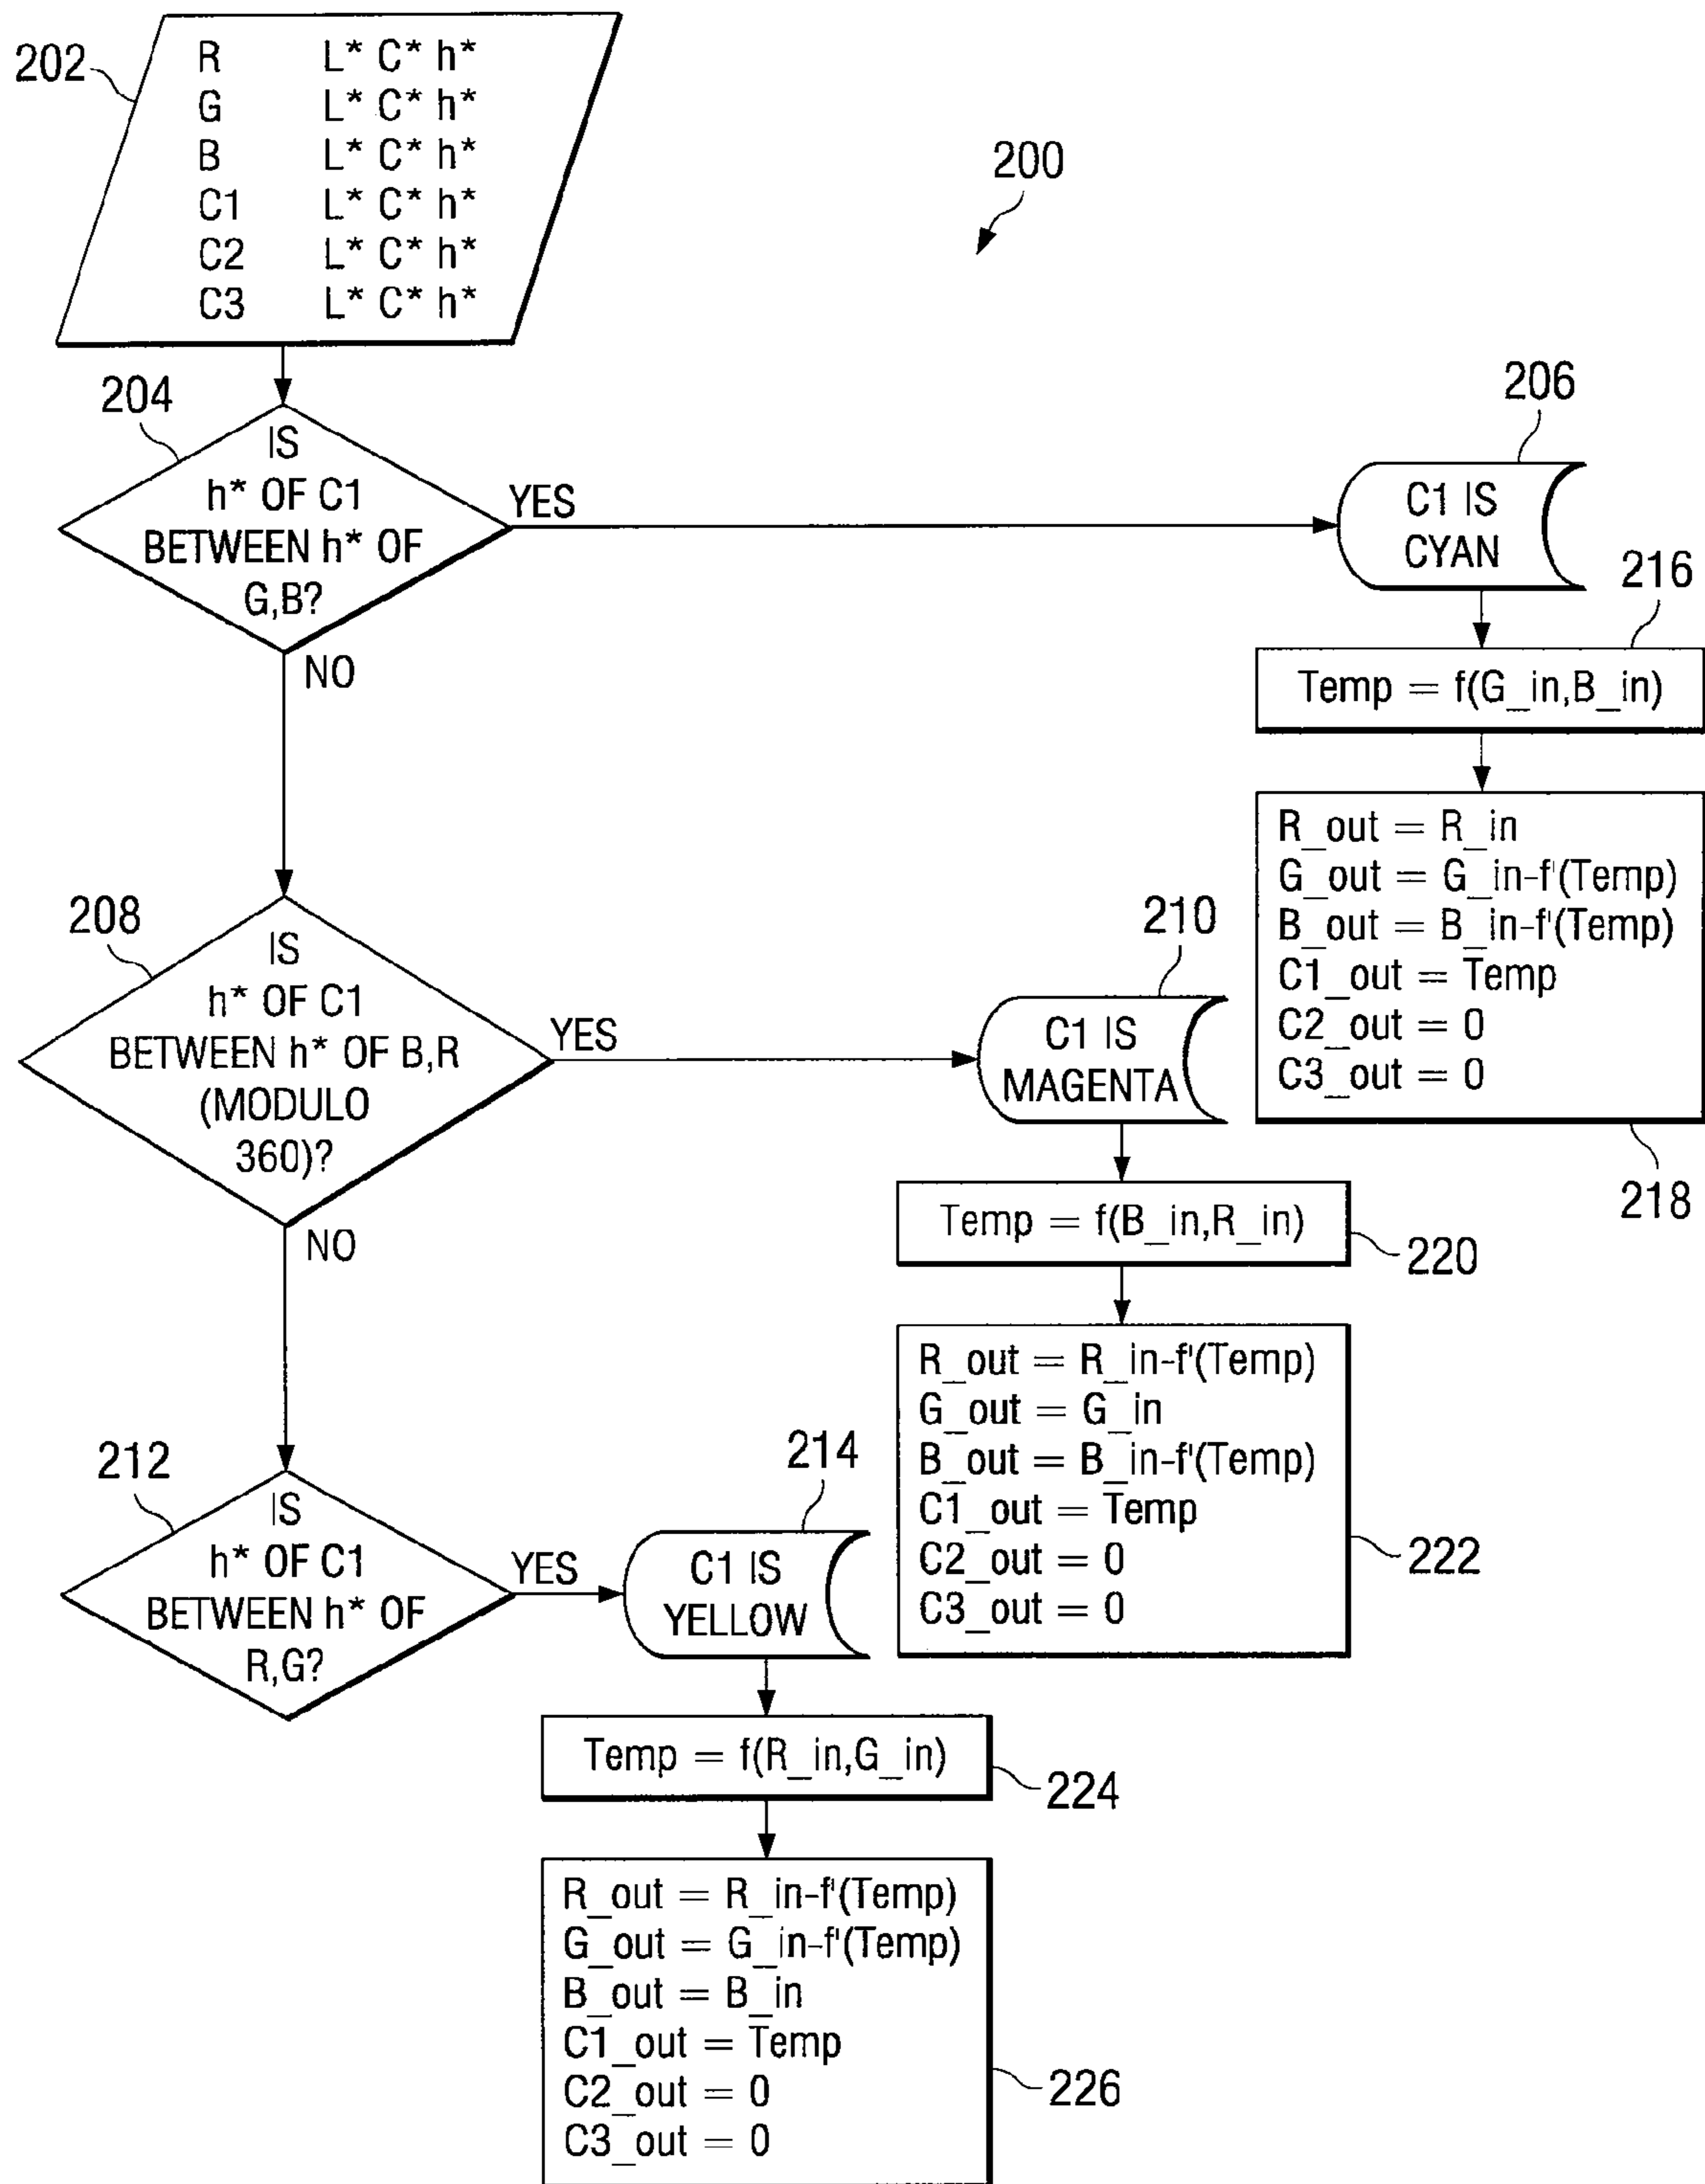 202
R L* C* h*
G L* C* h*
B L* C* h*
C1 L* C* h*
C2 L* C* h*
C3 L* C* h*
200
204
IS
h* OF C1
BETWEEN h* OF
G,B?
YES
NO
206
C1 IS
CYAN
216
Temp = f(G_in,B_in)
R_out = R_in
G_out = G_in-f'(Temp)
B_out = B_in-f'(Temp)
C1_out = Temp
C2_out = 0
C3_out = 0
218
208
IS
h* OF C1
BETWEEN h* OF B,R
(MODULO
360)?
YES
NO
210
C1 IS
MAGENTA
Temp = f(B_in,R_in)
220
R_out = R_in-f'(Temp)
G_out = G_in
B_out = B_in-f'(Temp)
C1_out = Temp
C2_out = 0
C3_out = 0
222
212
IS
h* OF C1
BETWEEN h* OF
R,G?
YES
214
C1 IS
YELLOW
Temp = f(R_in,G_in)
224
R_out = R_in-f'(Temp)
G_out = G_in-f'(Temp)
B_out = B_in
C1_out = Temp
C2_out = 0
C3_out = 0
226